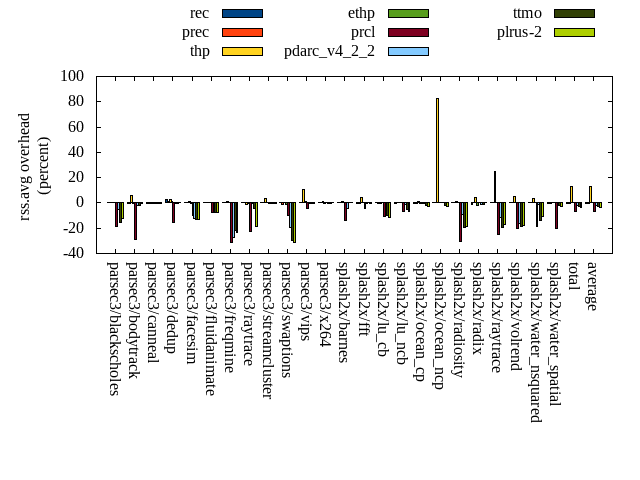 rec ethp ttmo
prec prcl plrus-2
thp pdarc_v4_2_2
rss.avg overhead
(percent)
100
80
60
40
20
0
-20
-40
parsec3/blackscholes
parsec3/bodytrack
parsec3/canneal
parsec3/dedup
parsec3/facesim
parsec3/fluidanimate
parsec3/freqmine
parsec3/raytrace
parsec3/streamcluster
parsec3/swaptions
parsec3/vips
parsec3/x264
splash2x/barnes
splash2x/fft
splash2x/lu_cb
splash2x/lu_ncb
splash2x/ocean_cp
splash2x/ocean_ncp
splash2x/radiosity
splash2x/radix
splash2x/raytrace
splash2x/volrend
splash2x/water_nsquared
splash2x/water_spatial
total
average